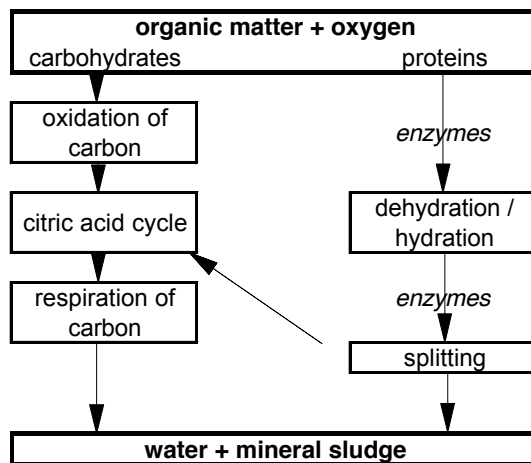 organic matter + oxygen
carbohydrates
proteins
oxidation of
carbon
enzymes
citric acid cycle
dehydration /
hydration
respiration of
carbon
enzymes
splitting
water + mineral sludge